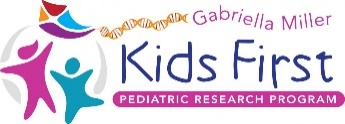 Gabriella Miller
Kids First
PEDIATRIC RESEARCH PROGRAM